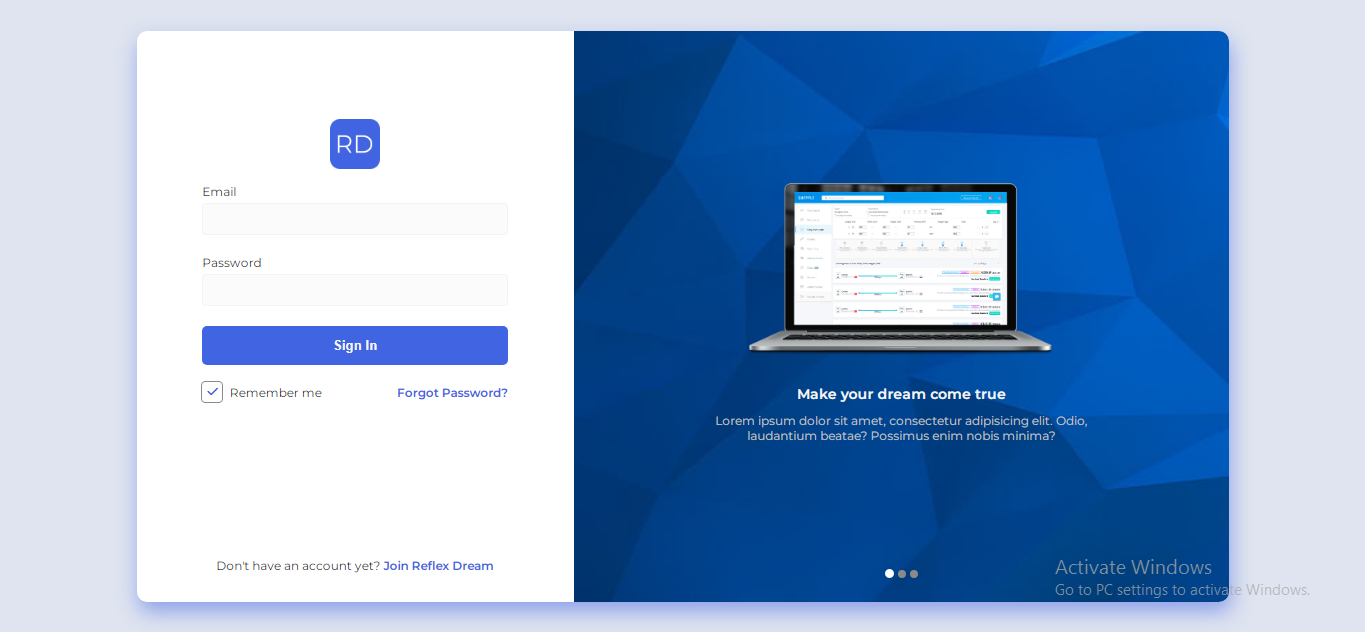 RD
Email
Password
Sign In
Remember me
Forgot Password?
Don't have an account yet? Join Reflex Dream
Make your dream come true
Lorem ipsum dolor sit amet, consectetur adipisicing elit. Odio,
laudantium beatae? Possimus enim nobis minima?
Activate Windows
Go to PC settings to activate Windows.